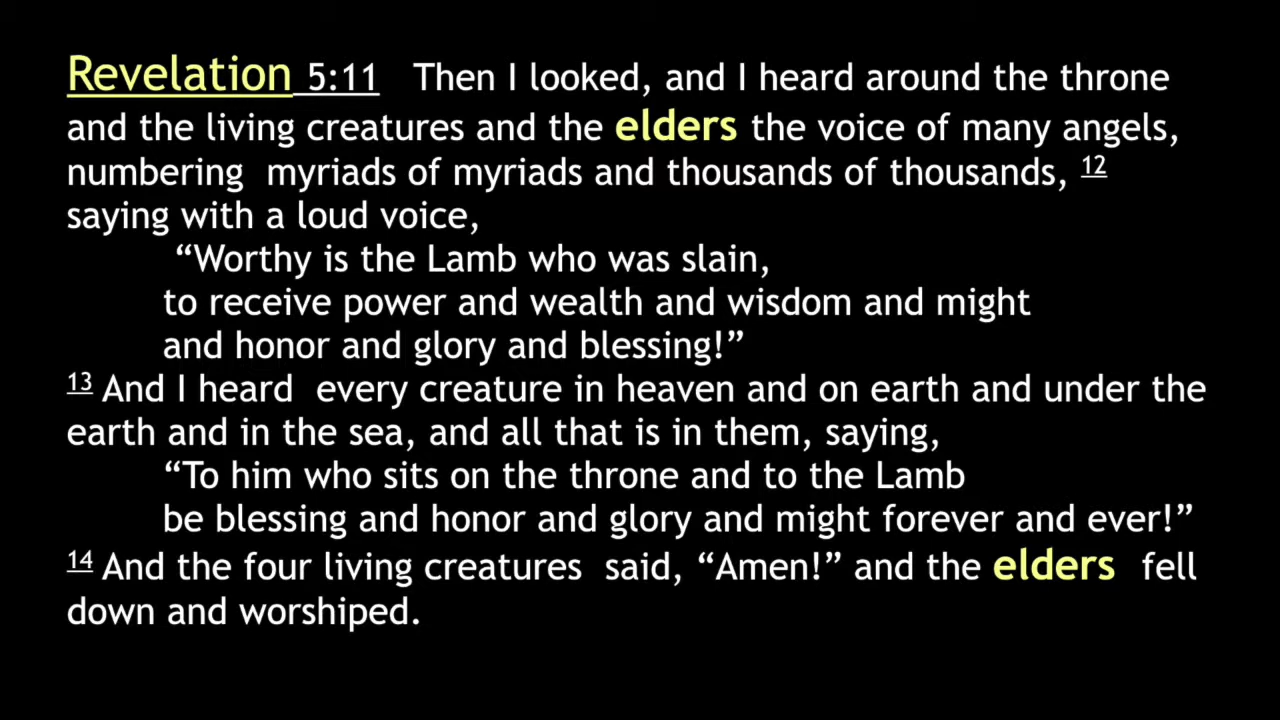 Revelation 5:11 Then I looked, and I heard around the throne
and the living creatures and the elders the voice of many angels,
numbering myriads of myriads and thousands of thousands, 12
saying with a loud voice,
“Worthy is the Lamb who was slain,
to receive power and wealth and wisdom and might
and honor and glory and blessing!”
13 And I heard every creature in heaven and on earth and under the
earth and in the sea, and all that is in them, saying,
“To him who sits on the throne and to the Lamb
be blessing and honor and glory and might forever and ever!”
14 And the four living creatures said, “Amen!” and the elders fell
down and worshiped.